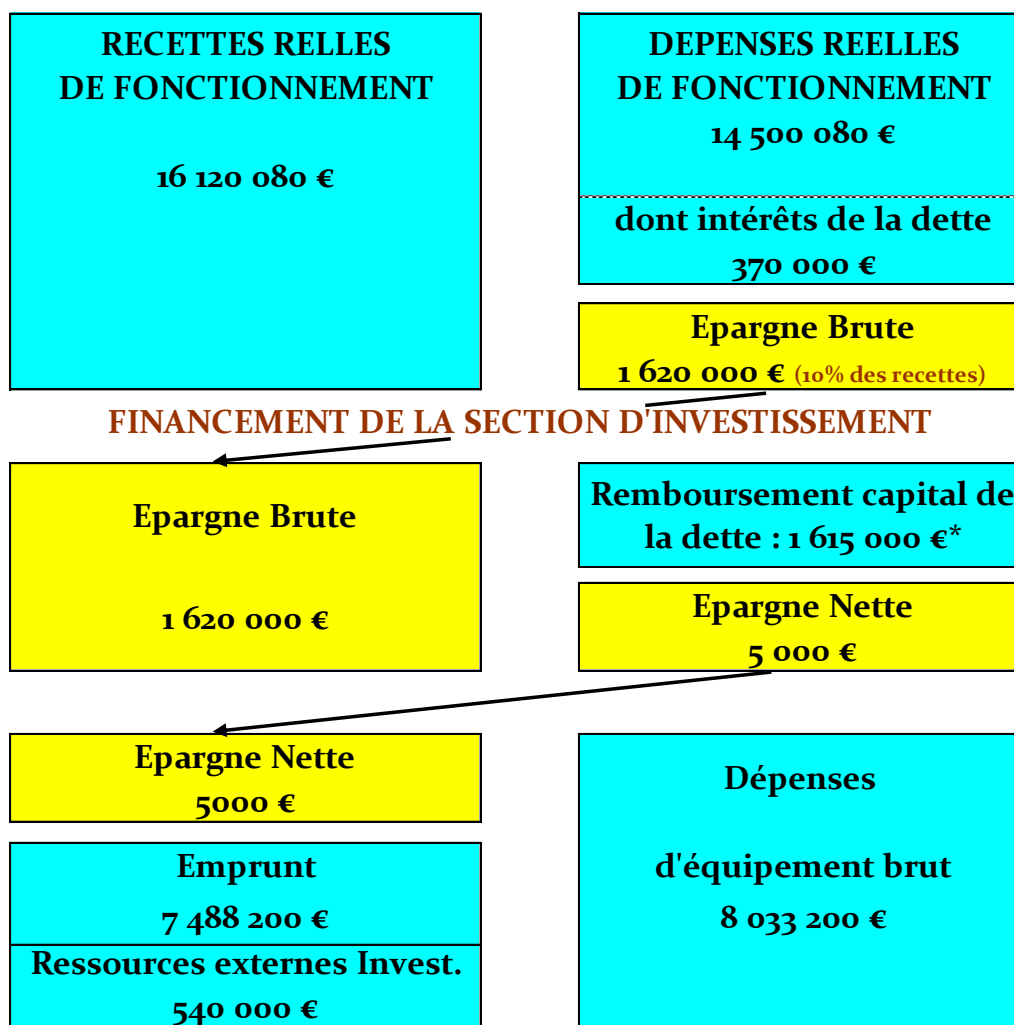 RECETTES RELLES
DE FONCTIONNEMENT
16 120 080 €
DEPENSES REELLES
DE FONCTIONNEMENT
14 500 080 €
dont intérêts de la dette
370 000 €
Epargne Brute
1 620 000 € (10% des recettes)
FINANCEMENT DE LA SECTION D'INVESTISSEMENT
Epargne Brute
1 620 000 €
Remboursement capital de
la dette : 1 615 000 €*
Epargne Nette
5 000 €
Epargne Nette
5000 €
Emprunt
7 488 200 €
Ressources externes Invest.
540 000 €
Dépenses
d'équipement brut
8 033 200 €